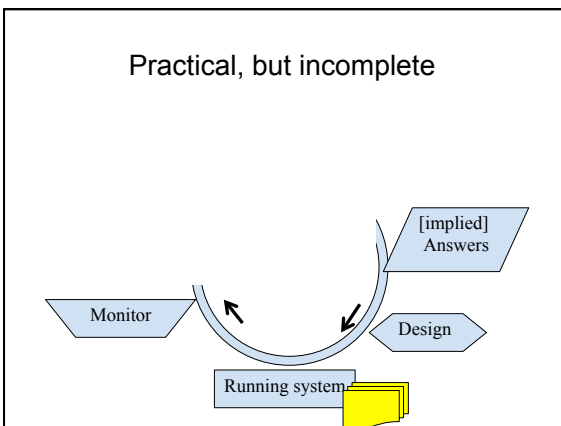 Practical, but incomplete
[implied]
Answers
Monitor
Design
Running system